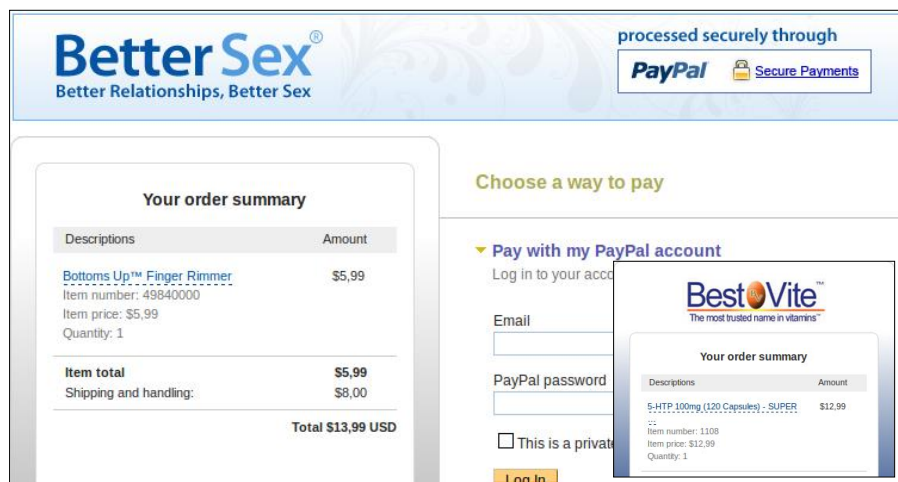 BetterSex®
Better Relationships, Better Sex
processed securely through
PayPal Secure Payments
Your order summary
Descriptions Amount
Bottoms Up™ Finger Rimmer $5,99
Item number: 49840000
Item price: $5,99
Quantity: 1
Item total $5,99
Shipping and handling: $8,00
Total $13,99 USD
Choose a way to pay
Pay with my PayPal account
Log in to your acco
Email
PayPal password
This is a private
Log In
Best Vite™
The most trusted name in vitamins™
Your order summary
Descriptions Amount
5-HTP 100mg (120 Capsules) - SUPER $12,99
...
Item number: 1108
Item price: $12,99
Quantity: 1